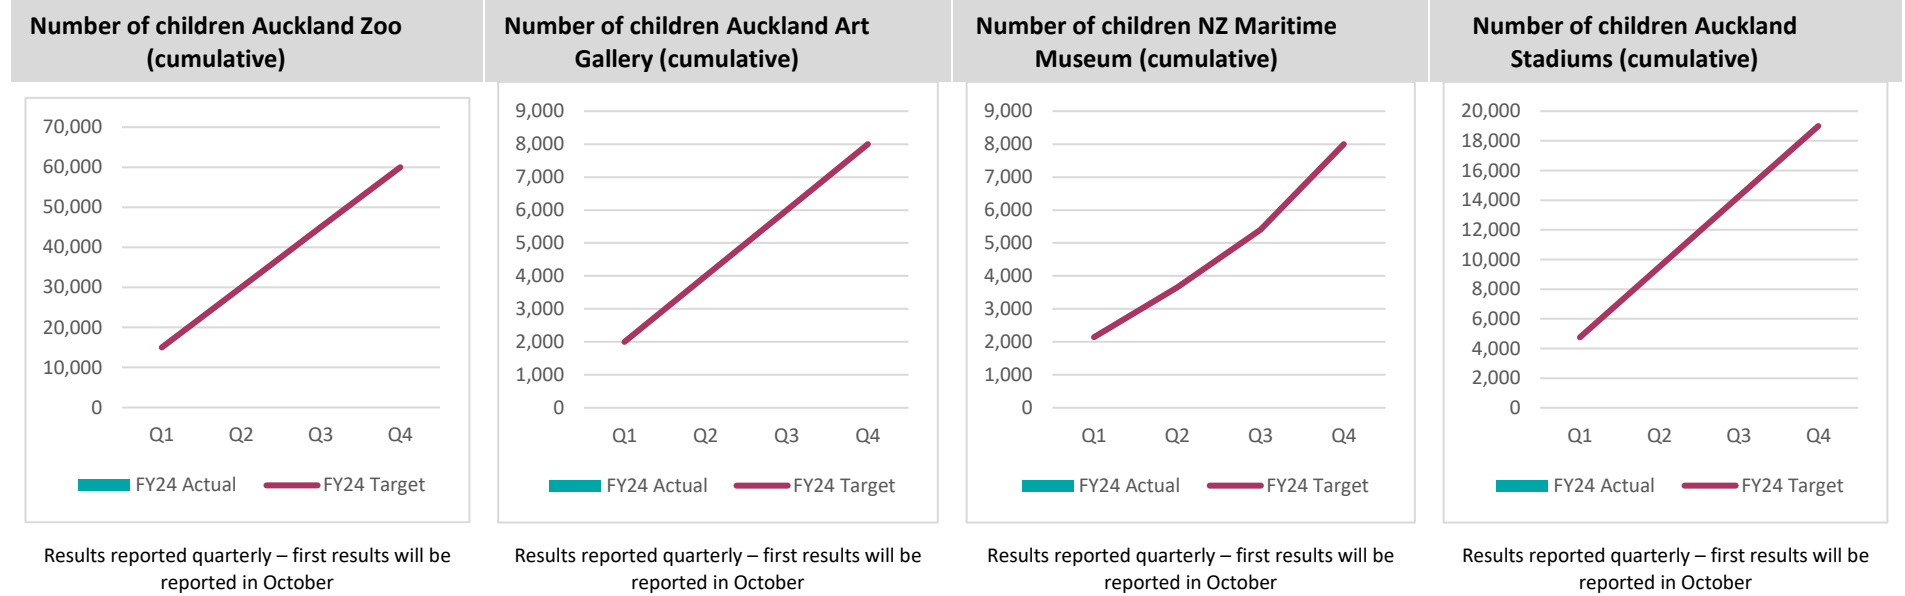 Number of children Auckland Zoo
(cumulative)
70,000
60,000
50,000
40,000
30,000
20,000
10,000
0
Q1 Q2 Q3 Q4
FY24 Actual FY24 Target
Results reported quarterly – first results will be
reported in October
Number of children Auckland Art
Gallery (cumulative)
9,000
8,000
7,000
6,000
5,000
4,000
3,000
2,000
1,000
0
Q1 Q2 Q3 Q4
FY24 Actual FY24 Target
Results reported quarterly – first results will be
reported in October
Number of children NZ Maritime
Museum (cumulative)
9,000
8,000
7,000
6,000
5,000
4,000
3,000
2,000
1,000
0
Q1 Q2 Q3 Q4
FY24 Actual FY24 Target
Results reported quarterly – first results will be
reported in October
Number of children Auckland
Stadiums (cumulative)
20,000
18,000
16,000
14,000
12,000
10,000
8,000
6,000
4,000
2,000
0
Q1 Q2 Q3 Q4
FY24 Actual FY24 Target
Results reported quarterly – first results will be
reported in October